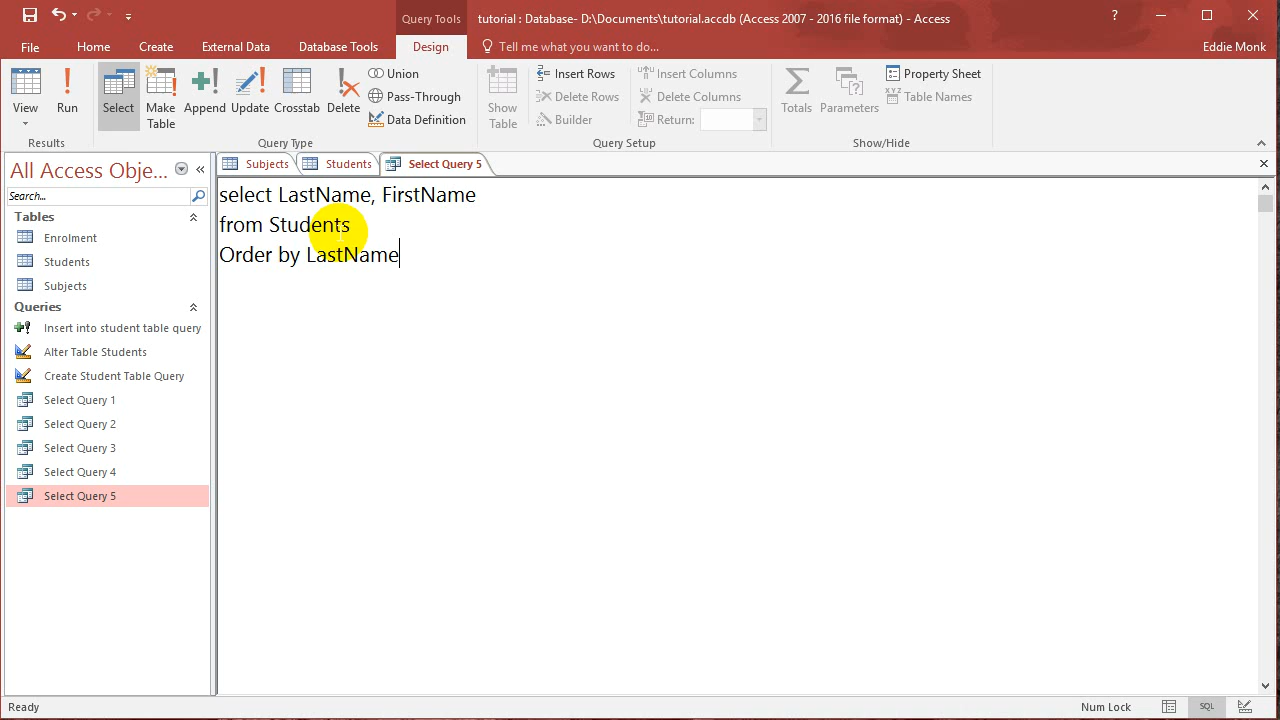 Query Tools
tutorial : Database- D:\Documents\tutorial.accdb (Access 2007 - 2016 file format) - Access
?
File
Home
Create
External Data
Database Tools
Design
Tell me what you want to do...
Eddie Monk
View
Run
Results
Select
Make Table
Append
Update
Crosstab
Delete
Union
Pass-Through
Data Definition
Query Type
Show Table
Insert Rows
Delete Rows
Builder
Insert Columns
Delete Columns
Return:
Query Setup
Totals
Parameters
Property Sheet
XYZ Table Names
Show/Hide
All Access Obje...
Search...
Tables
Enrolment
Students
Subjects
Queries
Insert into student table query
Alter Table Students
Create Student Table Query
Select Query 1
Select Query 2
Select Query 3
Select Query 4
Select Query 5
Subjects
Students
Select Query 5
select LastName, FirstName
from Students
Order by LastName
Ready
Num Lock
SQL